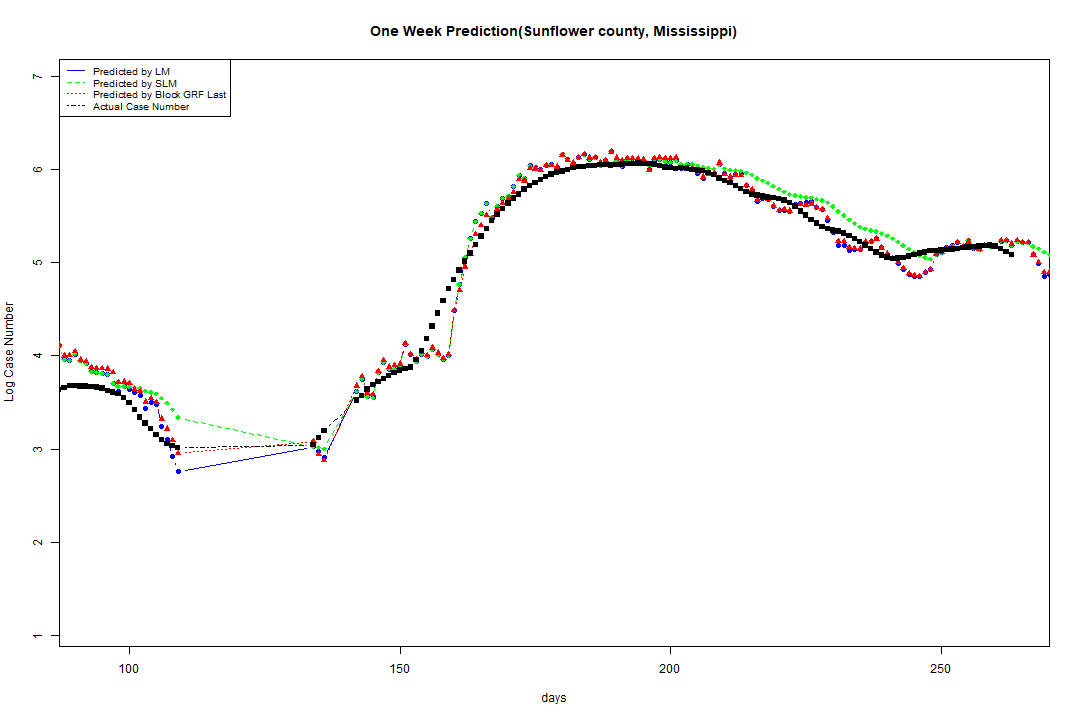 One Week Prediction(Sunflower county, Mississippi)
Predicted by LM
Predicted by SLM
Predicted by Block GRF Last
Actual Case Number
7
6
5
4
3
2
1
Log Case Number
100 150 200 250
days